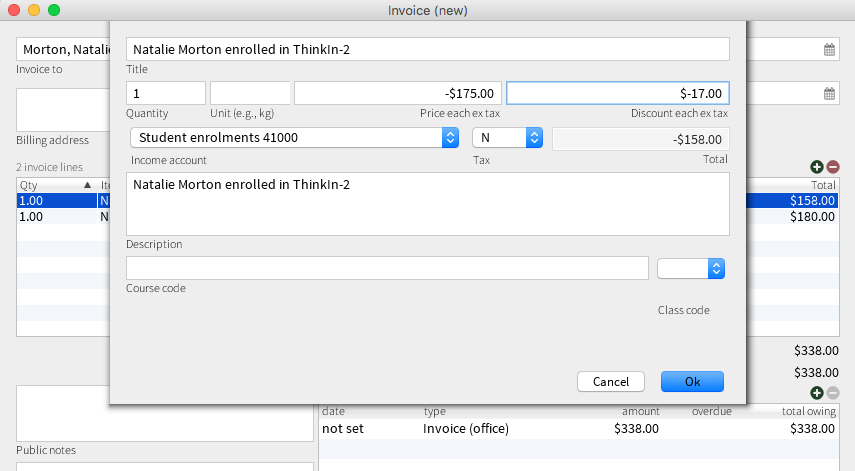 Invoice (new)
Morton, Natali
Invoice to
Billing address
Natalie Morton enrolled in ThinkIn-2
Title
1 -$175.00 $-17.00
Quantity Unit (e.g., kg) Price each ex tax Discount each ex tax
Student enrolments 41000 N -$158.00
Income account Tax Total
Natalie Morton enrolled in ThinkIn-2
Description
Course code
Class code
Cancel Ok
2 invoice lines
Qty Ite Total
1.00 N $158.00
1.00 N $180.00
$338.00
$338.00
date type amount overdue total owing
not set Invoice (office) $338.00 $338.00
Public notes